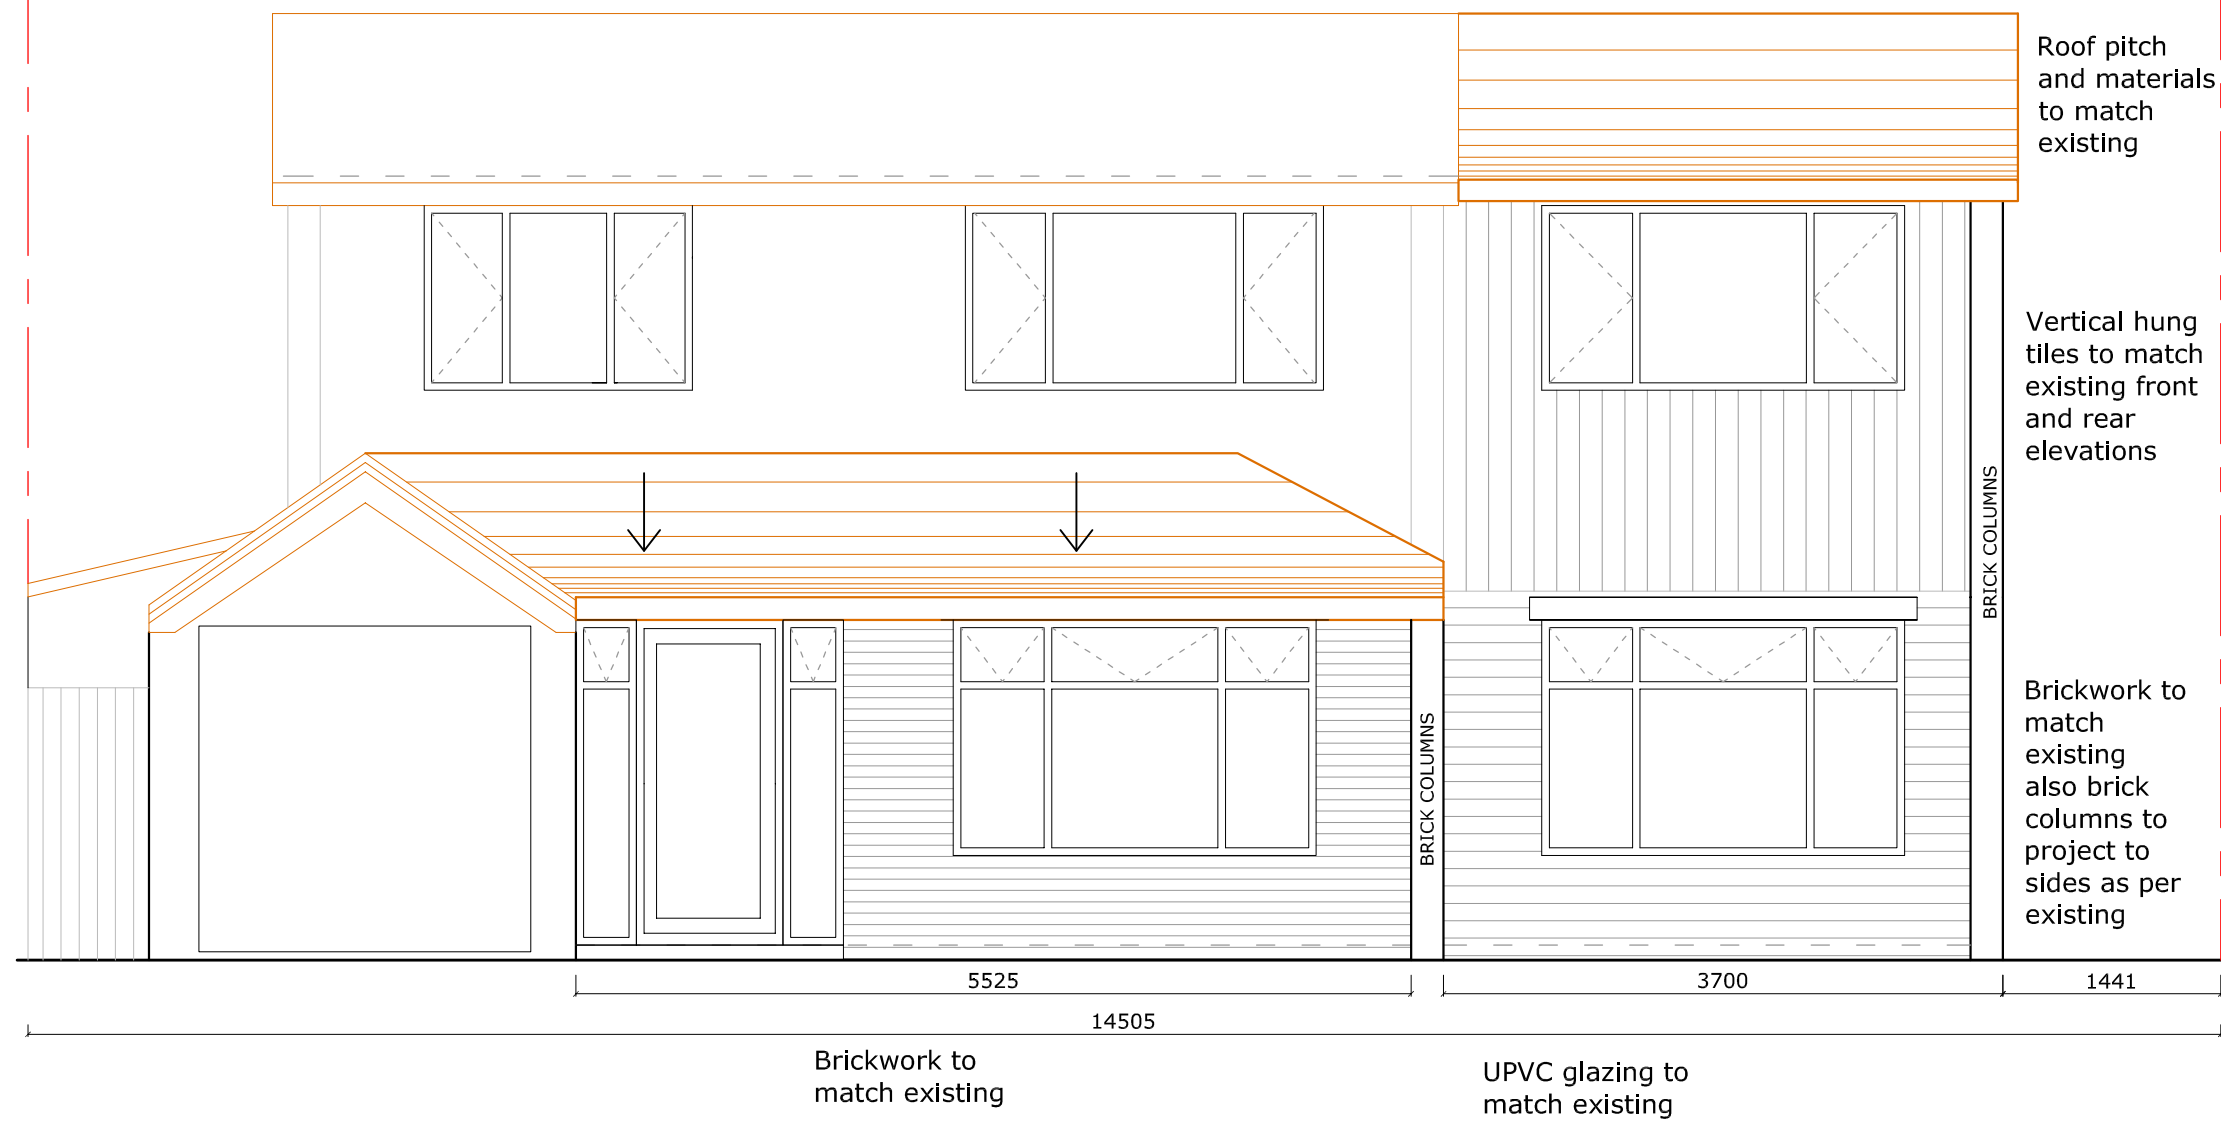 Roof pitch
and materials
to match
existing
Vertical hung
tiles to match
existing front
and rear
elevations
BRICK COLUMNS
BRICK COLUMNS
Brickwork to
match
existing
also brick
columns to
project to
sides as per
existing
5525
3700
1441
14505
Brickwork to
match existing
UPVC glazing to
match existing